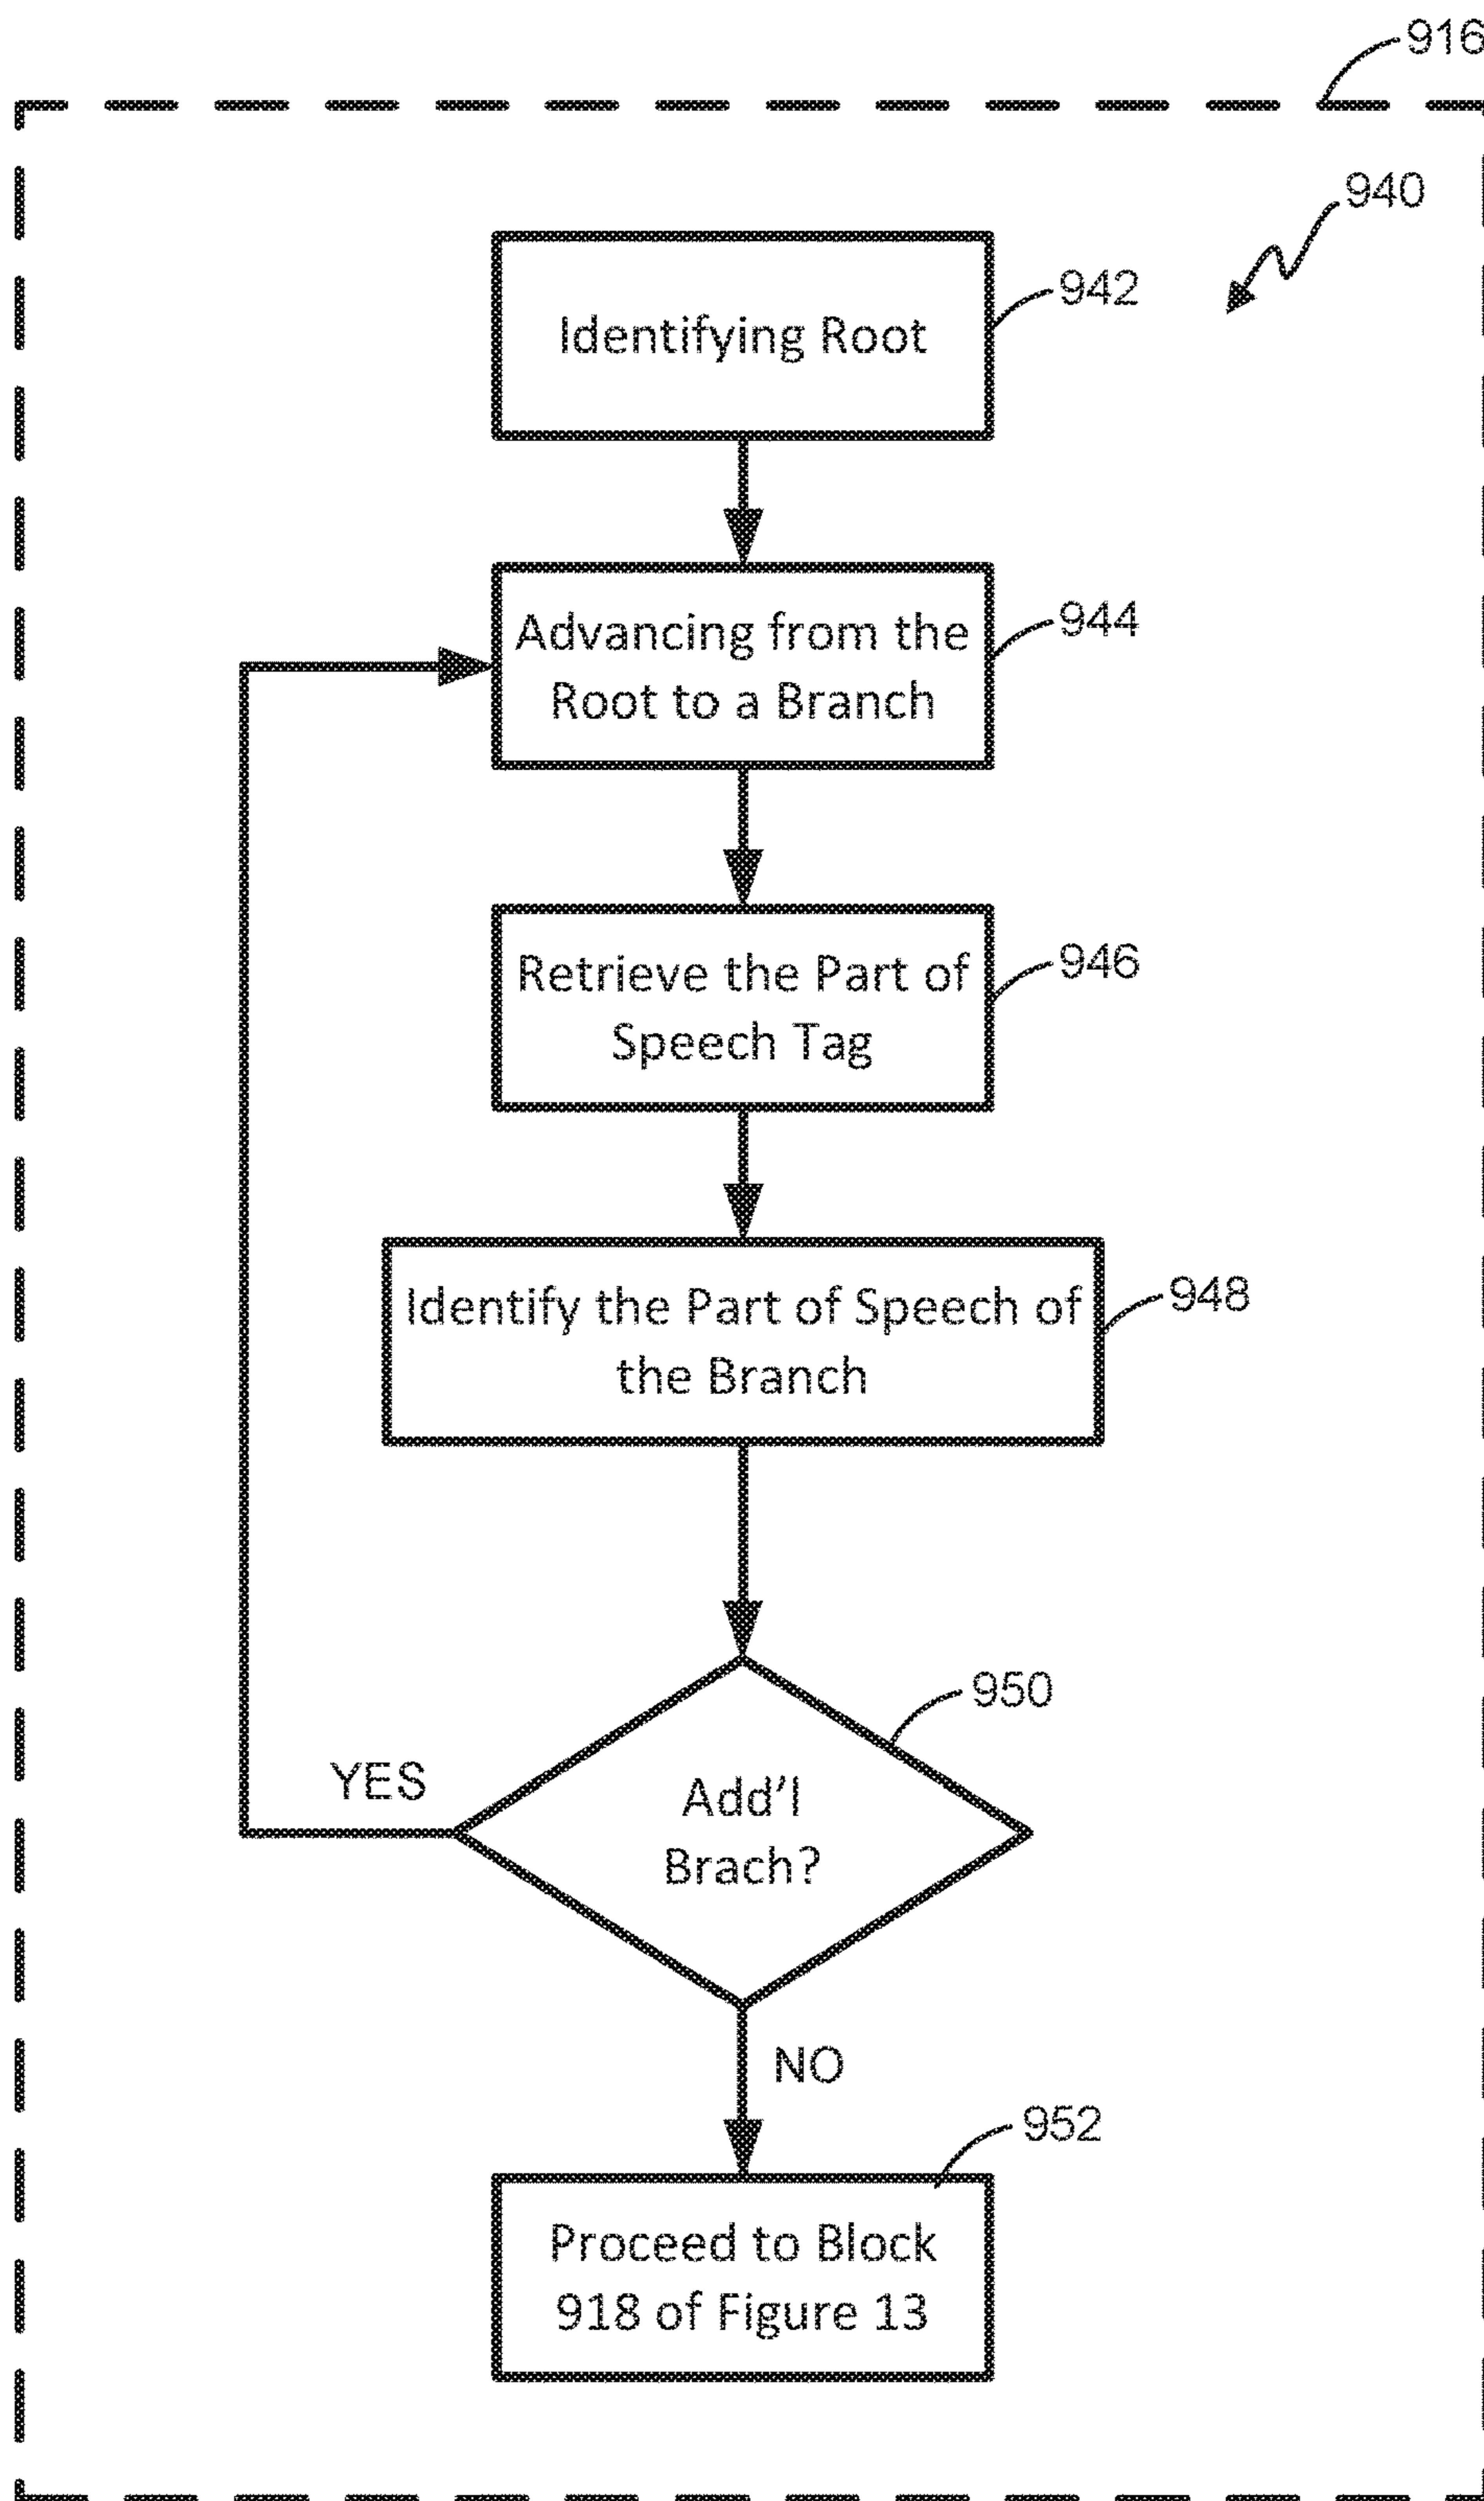 916
940
942
Identifying Root
944
Advancing from the
Root to a Branch
946
Retrieve the Part of
Speech Tag
948
Identify the Part of Speech of
the Branch
950
YES
Add'l
Brach?
NO
952
Proceed to Block
918 of Figure 13